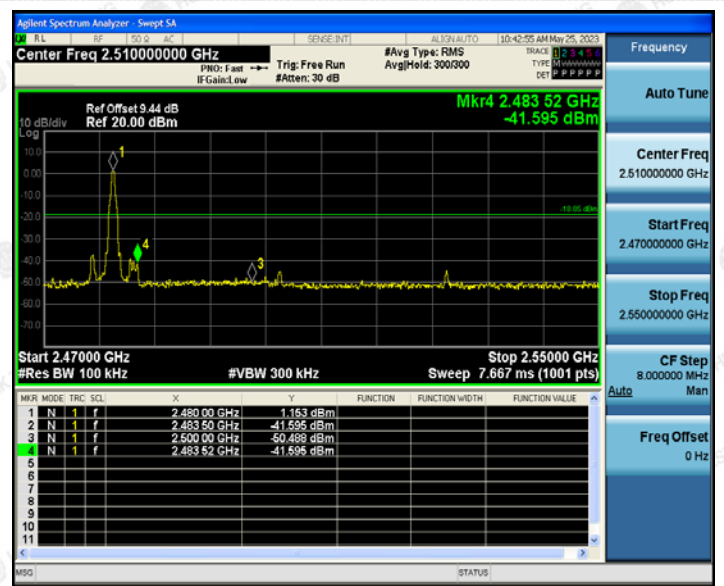 Agilent Spectrum Analyzer - Swept SA
RL RF 50 Ω AC SENSE:INT ALIGNAUTO 10:42:55 AM May 25, 2023
Center Freq 2.510000000 GHz
PNO: Fast
IFGain:Low
Trig: Free Run
#Atten: 30 dB
#Avg Type: RMS
Avg|Hold: 300/300
TRACE 1 2 3 4 5 6
TYPE M
DET P P P P P P
Mkr4 2.483 52 GHz
-41.595 dBm
Ref Offset 9.44 dB
10 dB/div Ref 20.00 dBm
Log
10.0
0.00
-10.0
-20.0
-30.0
-40.0
-50.0
-60.0
-70.0
1
4
3
-18.85 dBm
Start 2.47000 GHz Stop 2.55000 GHz
#Res BW 100 kHz #VBW 300 kHz Sweep 7.667 ms (1001 pts)
MKR MODE TRC SCL X Y FUNCTION FUNCTION WIDTH FUNCTION VALUE
1 N 1 f 2.480 00 GHz 1.153 dBm
2 N 1 f 2.483 50 GHz -41.595 dBm
3 N 1 f 2.500 00 GHz -50.488 dBm
4 N 1 f 2.483 52 GHz -41.595 dBm
5
6
7
8
9
10
11
MSG STATUS
Frequency
Auto Tune
Center Freq
2.510000000 GHz
Start Freq
2.470000000 GHz
Stop Freq
2.550000000 GHz
CF Step
8.000000 MHz
Auto Man
Freq Offset
0 Hz